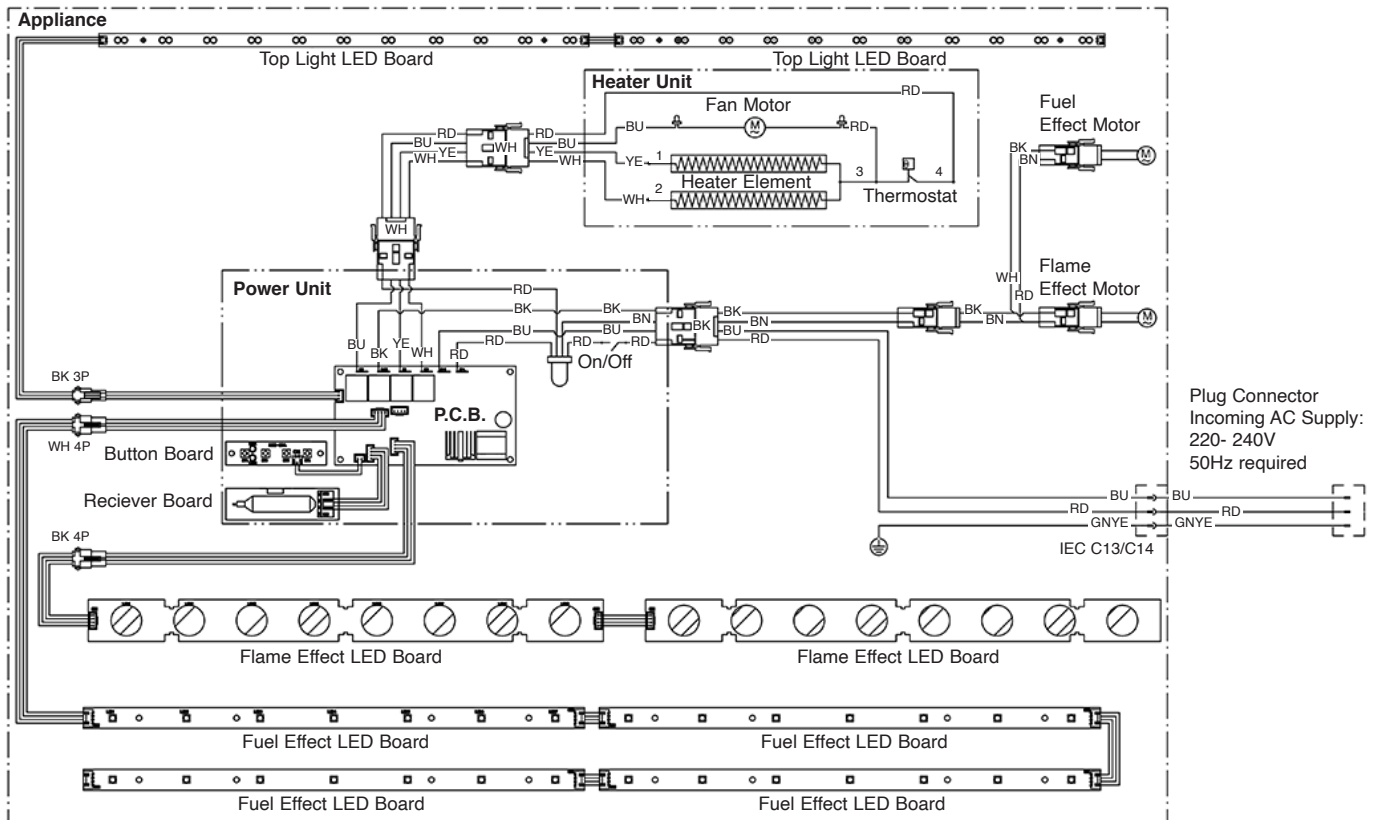 Appliance
Top Light LED Board
Top Light LED Board
Heater Unit
RD
Fan Motor
BU
RD
RD
BU
YE
WH
WH
RD
BU
YE
WH
YE
1
Heater Element
WH
2
3
4
Thermostat
Fuel
Effect Motor
BK
BN
WH
RD
Flame
Effect Motor
WH
Power Unit
RD
BK
BK
BN
BU
BU
RD
RD
RD
On/Off
BK
BK
BN
BU
RD
BK
BN
BU
BK
YE
WH
RD
BK 3P
WH 4P
P.C.B.
Button Board
Reciever Board
BK 4P
Plug Connector
Incoming AC Supply:
220- 240V
50Hz required
BU
BU
RD
RD
GNYE
GNYE
IEC C13/C14
Flame Effect LED Board
Flame Effect LED Board
Fuel Effect LED Board
Fuel Effect LED Board
Fuel Effect LED Board
Fuel Effect LED Board